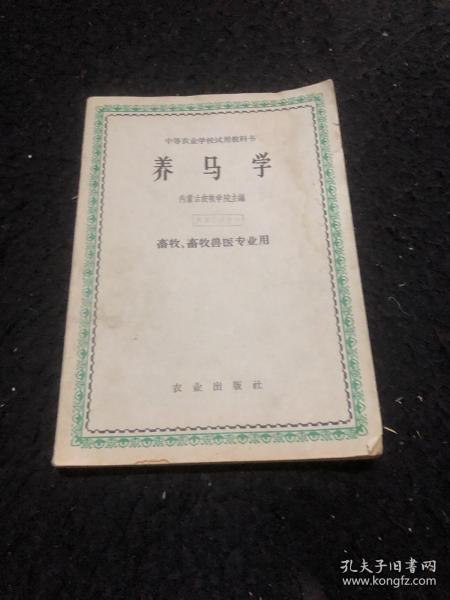 中等农业学校试用教科书
养马学
内蒙古畜牧学院主编
畜牧、畜牧兽医专业用
农业出版社
孔夫子旧书网
www.kongfz.com